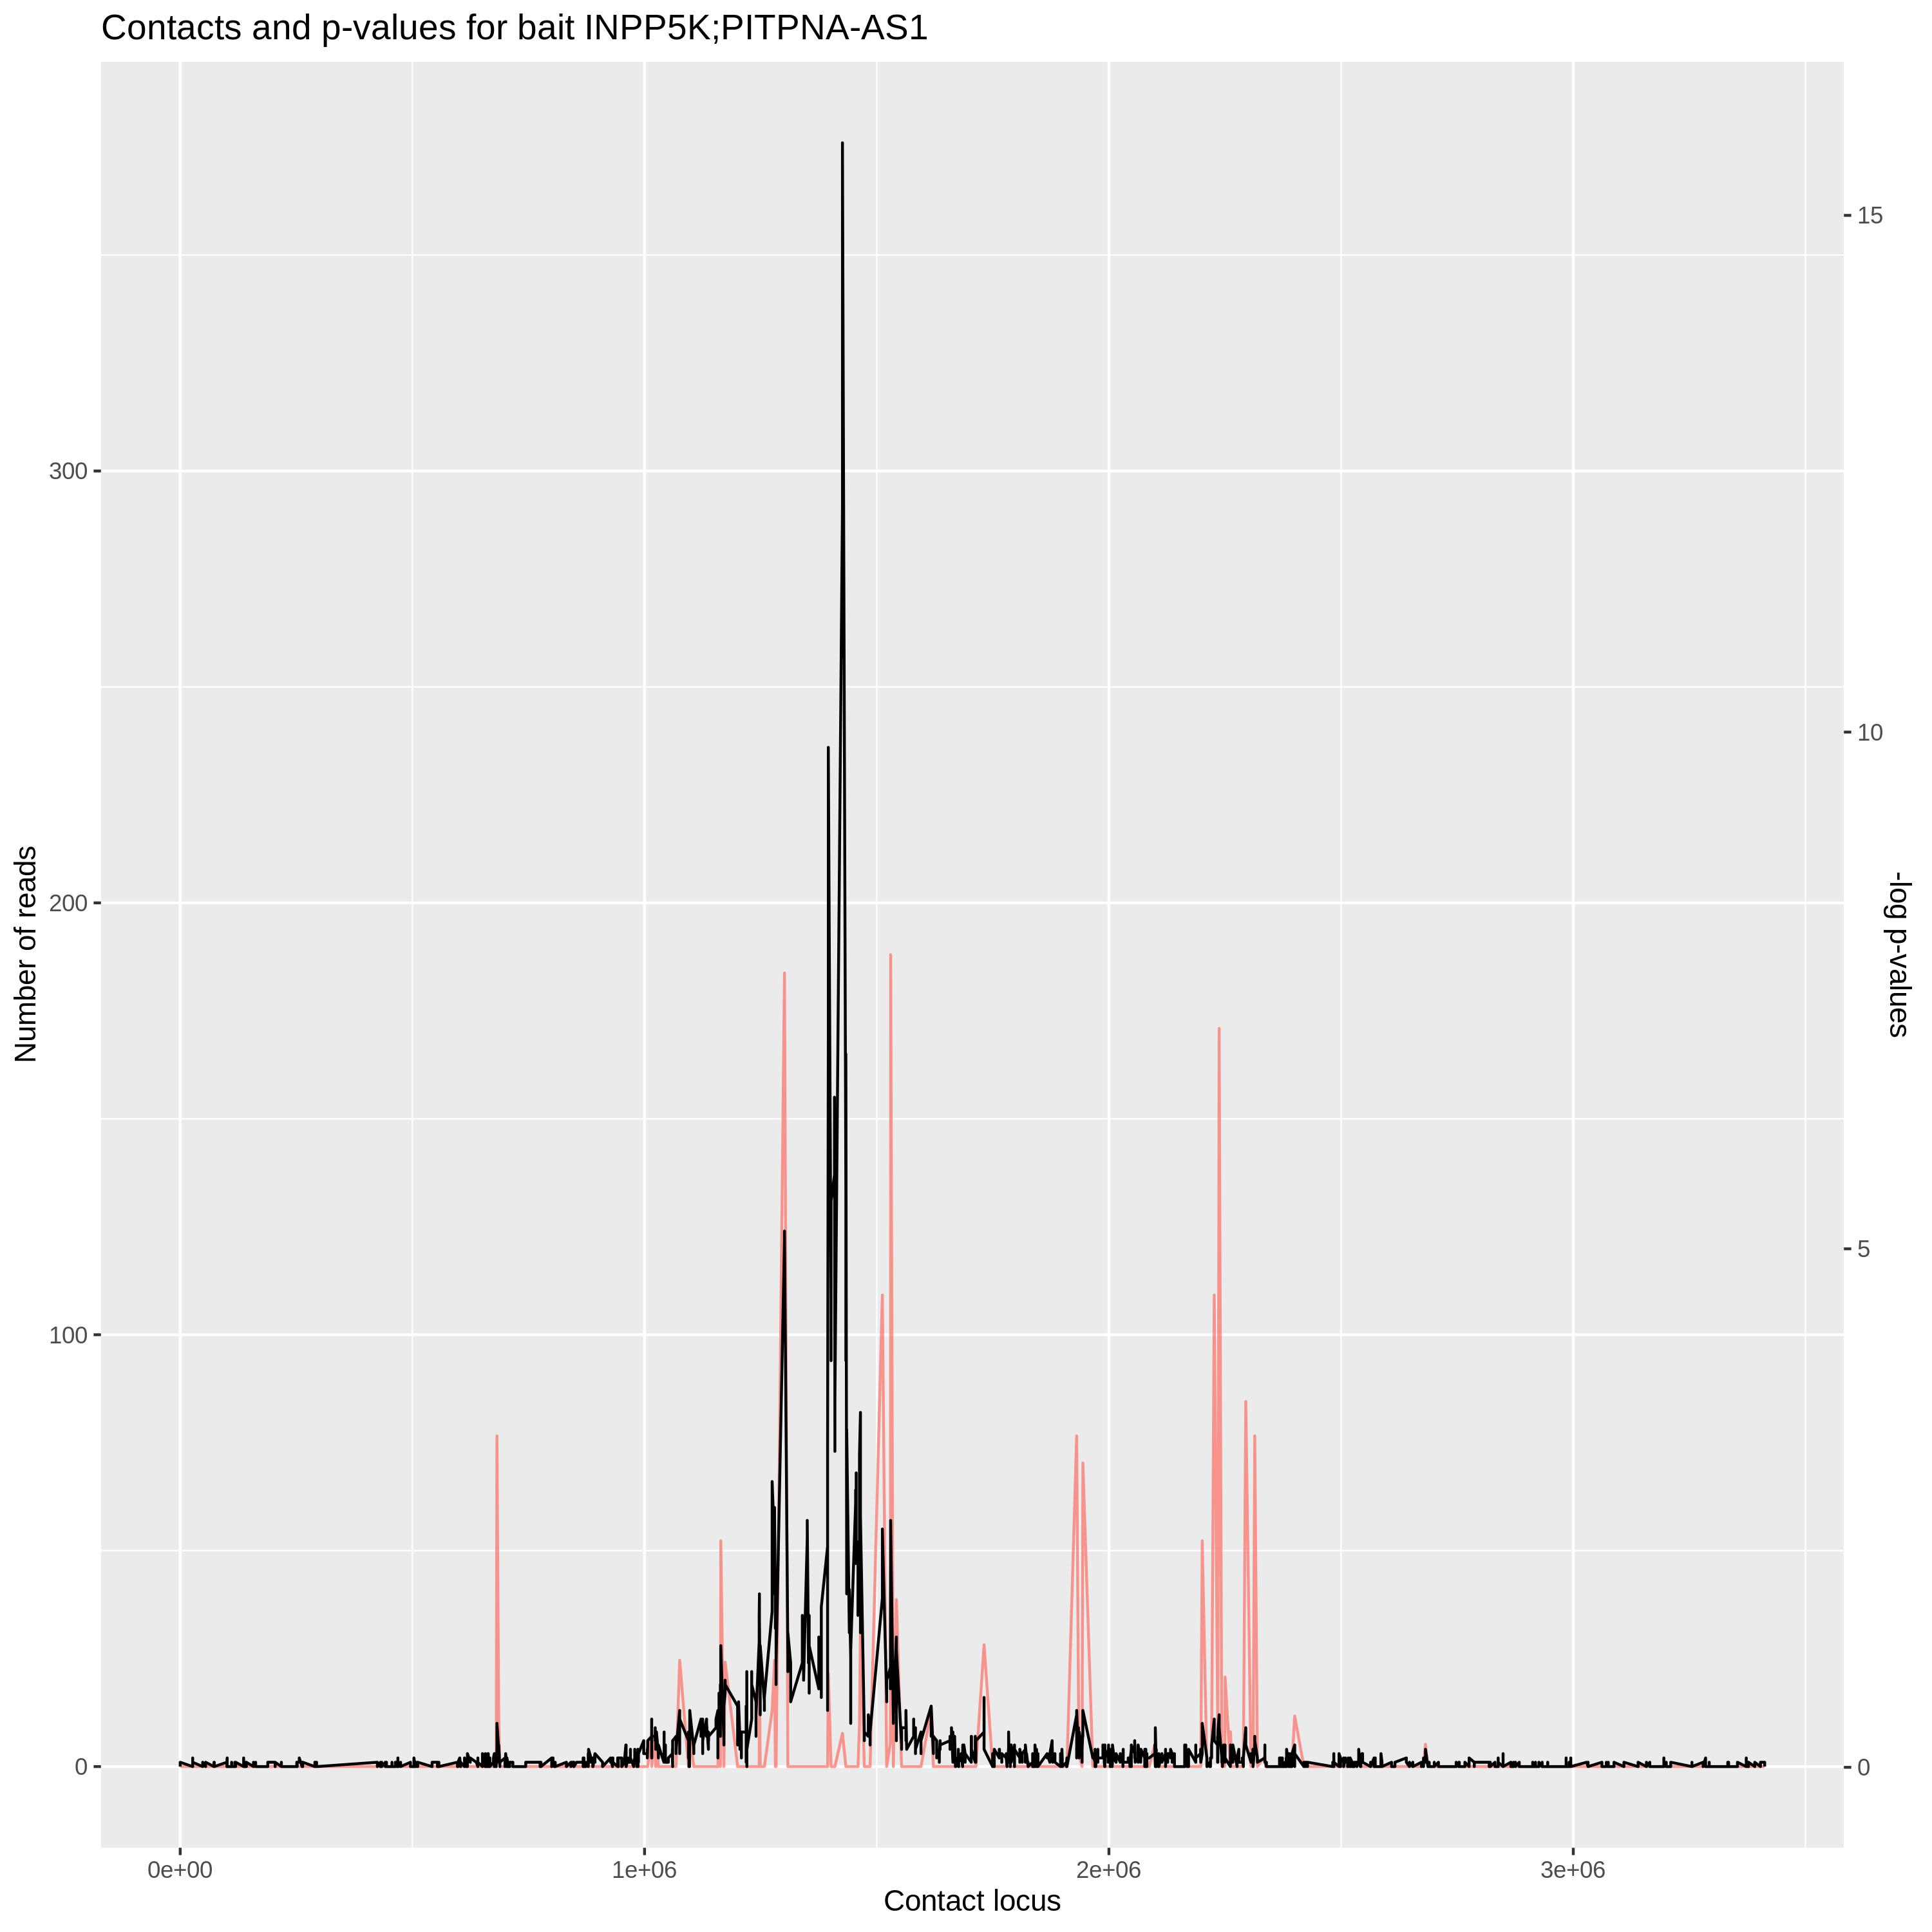 Contacts and p-values for bait INPP5K;PITPNA-AS1
300
200
100
0
Number of reads
15
10
5
0
-log p-values
0e+00 1e+06 2e+06 3e+06
Contact locus